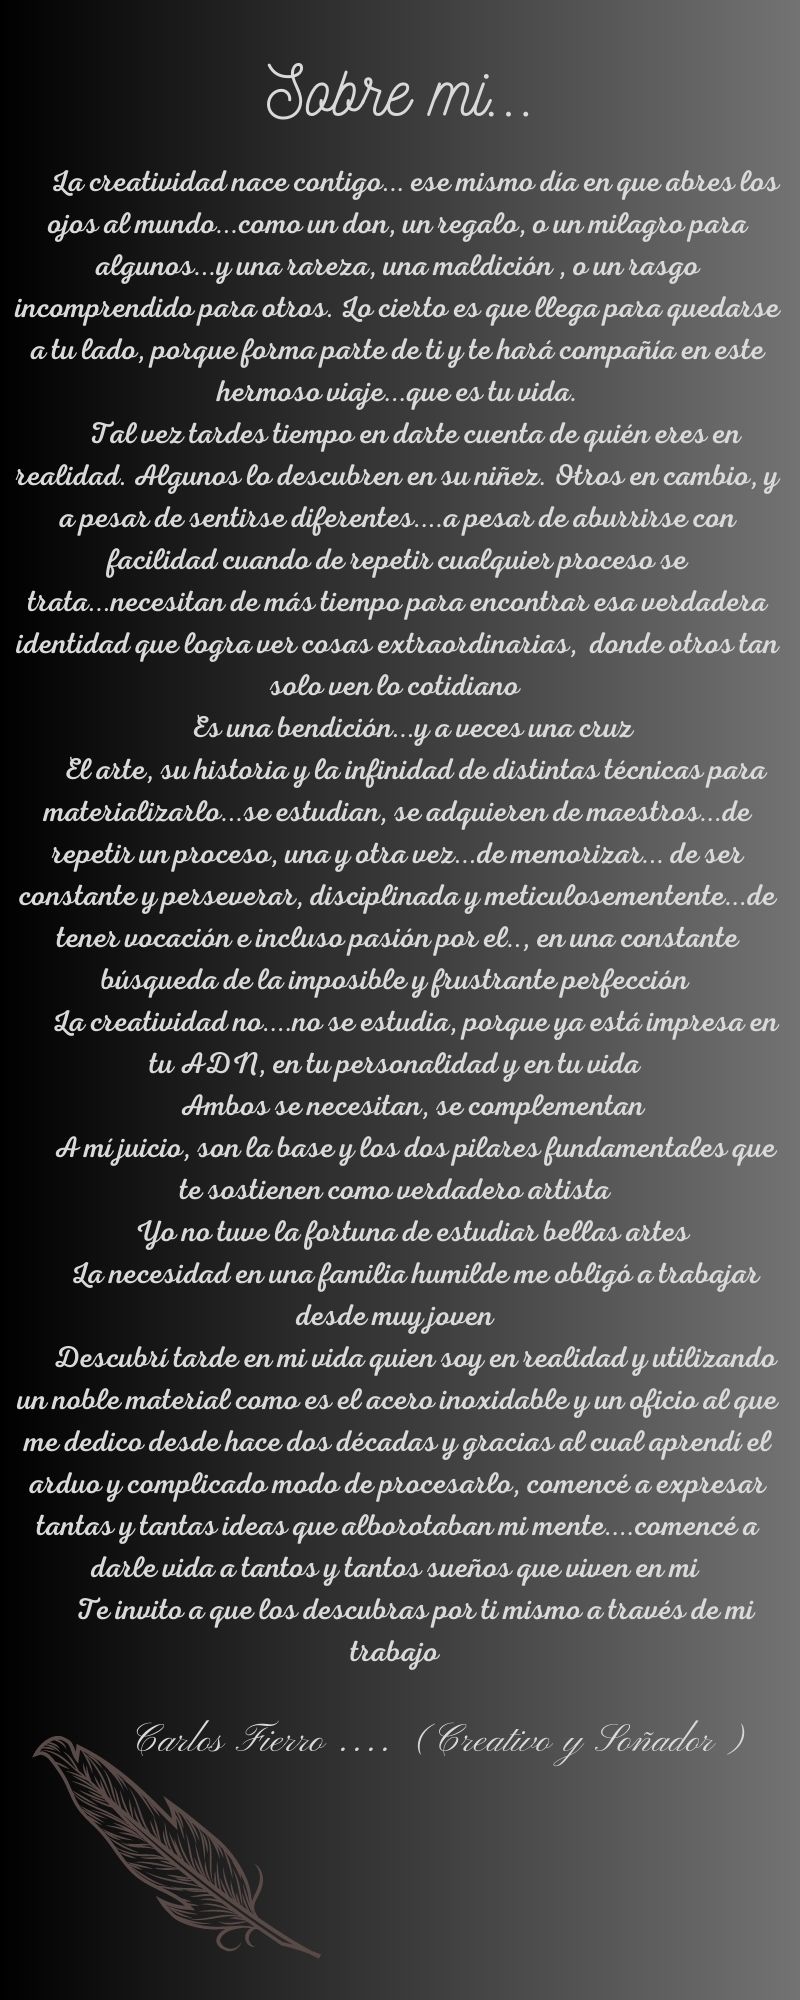 Sobre mi...
La creatividad nace contigo... ese mismo día en que abres los
ojos al mundo...como un don, un regalo, o un milagro para
algunos...y una rareza, una maldición , o un rasgo
incomprendido para otros. Lo cierto es que llega para quedarse
a tu lado, porque forma parte de ti y te hará compañía en este
hermoso viaje...que es tu vida.
Tal vez tardes tiempo en darte cuenta de quién eres en
realidad. Algunos lo descubren en su niñez. Otros en cambio, y
a pesar de sentirse diferentes....a pesar de aburrirse con
facilidad cuando de repetir cualquier proceso se
trata...necesitan de más tiempo para encontrar esa verdadera
identidad que logra ver cosas extraordinarias,  donde otros tan
solo ven lo cotidiano
Es una bendición...y a veces una cruz
El arte, su historia y la infinidad de distintas técnicas para
materializarlo...se estudian, se adquieren de maestros...de
repetir un proceso, una y otra vez...de memorizar... de ser
constante y perseverar, disciplinada y meticulosementente...de
tener vocación e incluso pasión por el.., en una constante
búsqueda de la imposible y frustrante perfección
La creatividad no....no se estudia, porque ya está impresa en
tu ADN, en tu personalidad y en tu vida
Ambos se necesitan, se complementan
A mí juicio, son la base y los dos pilares fundamentales que
te sostienen como verdadero artista
Yo no tuve la fortuna de estudiar bellas artes
La necesidad en una familia humilde me obligó a trabajar
desde muy joven
Descubrí tarde en mi vida quien soy en realidad y utilizando
un noble material como es el acero inoxidable y un oficio al que
me dedico desde hace dos décadas y gracias al cual aprendí el
arduo y complicado modo de procesarlo, comencé a expresar
tantas y tantas ideas que alborotaban mi mente....comencé a
darle vida a tantos y tantos sueños que viven en mi
Te invito a que los descubras por ti mismo a través de mi
trabajo
Carlos Fierro .... ( Creativo y Soñador )